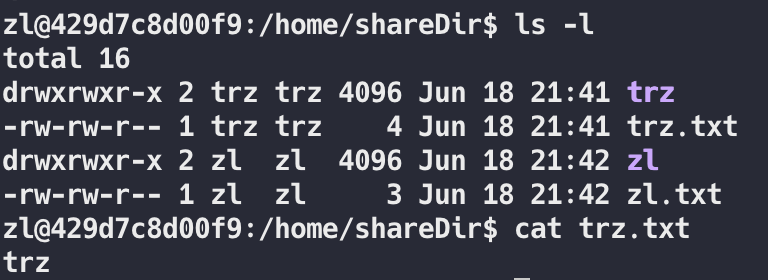 zl@429d7c8d00f9:/home/shareDir$ ls -l
total 16
drwxrwxr-x 2 trz trz 4096 Jun 18 21:41 trz
-rw-rw-r-- 1 trz trz    4 Jun 18 21:41 trz.txt
drwxrwxr-x 2 zl  zl  4096 Jun 18 21:42 zl
-rw-rw-r-- 1 zl  zl     3 Jun 18 21:42 zl.txt
zl@429d7c8d00f9:/home/shareDir$ cat trz.txt
trz